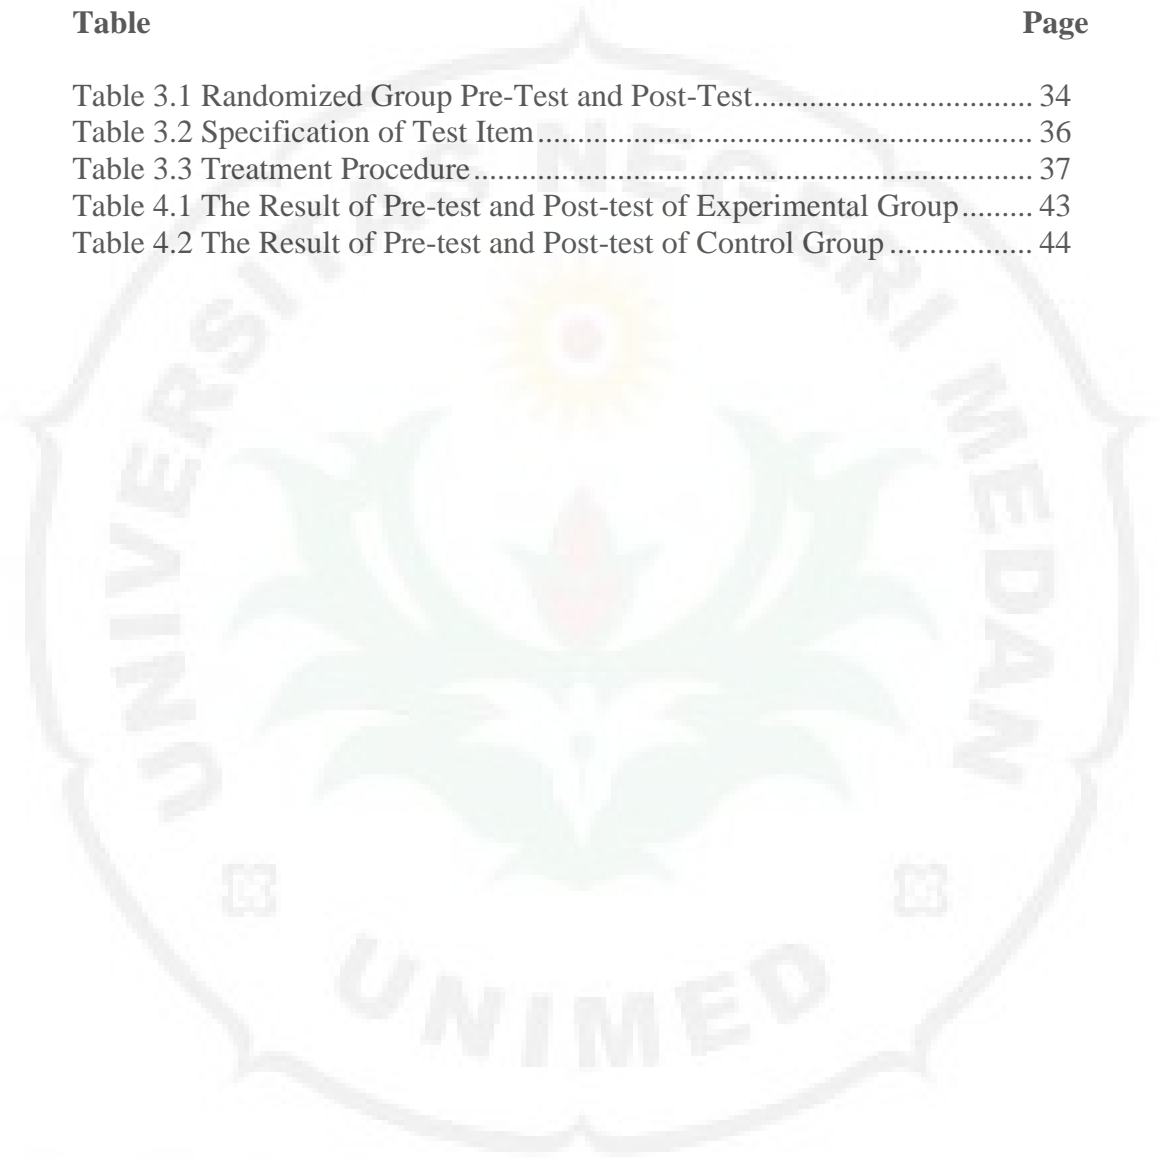 Table Page
Table 3.1 Randomized Group Pre-Test and Post-Test................................ 34
Table 3.2 Specification of Test Item......................................................... 36
Table 3.3 Treatment Procedure................................................................ 37
Table 4.1 The Result of Pre-test and Post-test of Experimental Group......... 43
Table 4.2 The Result of Pre-test and Post-test of Control Group ................. 44
UNIVERSITAS NEGERI MEDAN
UNIMED